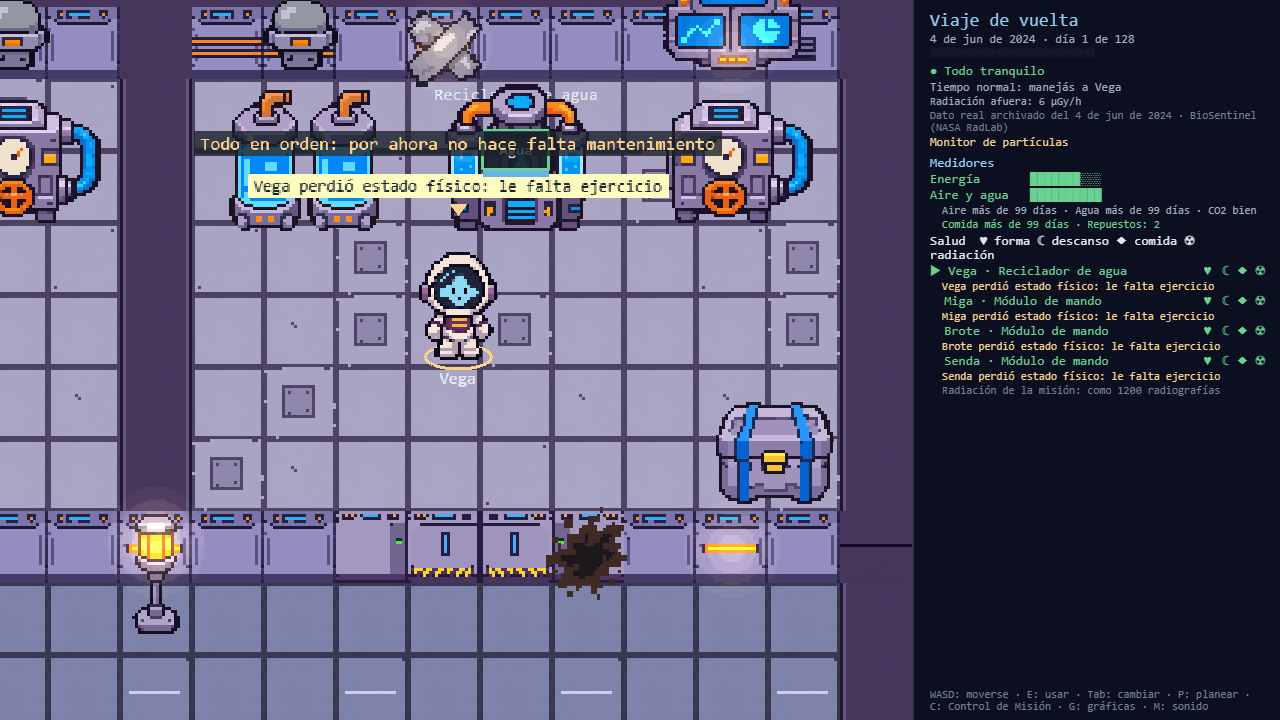 Viaje de vuelta
4 de jun de 2024 · día 1 de 128
● Todo tranquilo
Tiempo normal: manejás a Vega
Radiación afuera: 6 µGy/h
Dato real archivado del 4 de jun de 2024 · BioSentinel
(NASA RadLab)
Monitor de partículas
Medidores
Energía
Aire y agua
Aire más de 99 días · Agua más de 99 días · CO2 bien
Comida más de 99 días · Repuestos: 2
Salud ♥ forma ☾ descanso ◆ comida ☢
radiación
▶ Vega · Reciclador de agua ♥ ☾ ◆ ☢
Vega perdió estado físico: le falta ejercicio
Miga · Módulo de mando ♥ ☾ ◆ ☢
Miga perdió estado físico: le falta ejercicio
Brote · Módulo de mando ♥ ☾ ◆ ☢
Brote perdió estado físico: le falta ejercicio
Senda · Módulo de mando ♥ ☾ ◆ ☢
Senda perdió estado físico: le falta ejercicio
Radiación de la misión: como 1200 radiografías
WASD: moverse · E: usar · Tab: cambiar · P: planear ·
C: Control de Misión · G: gráficas · M: sonido
agua
Todo en orden: por ahora no hace falta mantenimiento
Agua
Vega perdió estado físico: le falta ejercicio
Vega